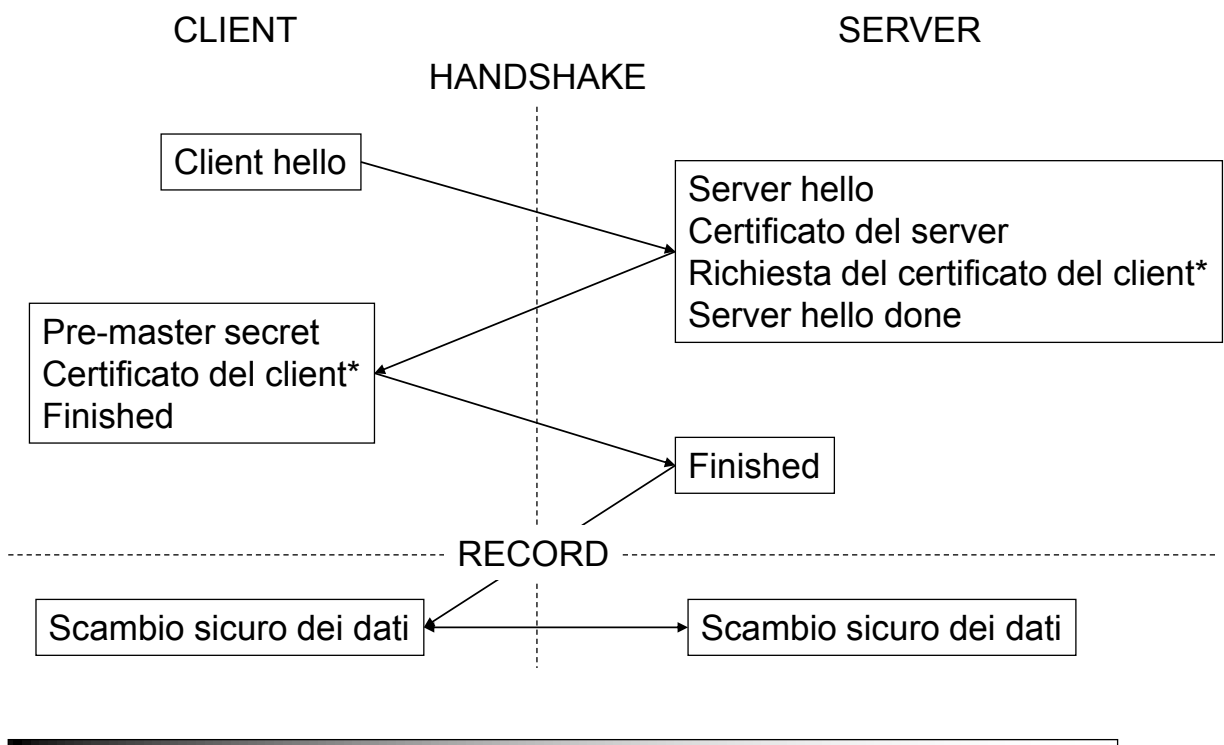 CLIENT
SERVER
HANDSHAKE
Client hello
Server hello
Certificato del server
Richiesta del certificato del client*
Server hello done
Pre-master secret
Certificato del client*
Finished
Finished
RECORD
Scambio sicuro dei dati
Scambio sicuro dei dati